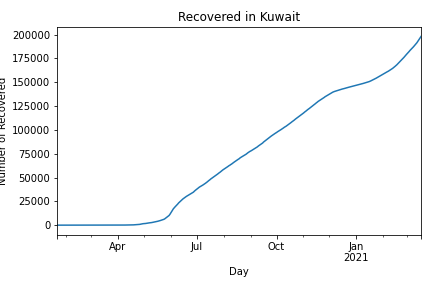 Recovered in Kuwait
Number of Recovered
200000
175000
150000
125000
100000
75000
50000
25000
0
Apr
Jul
Oct
Jan
2021
Day